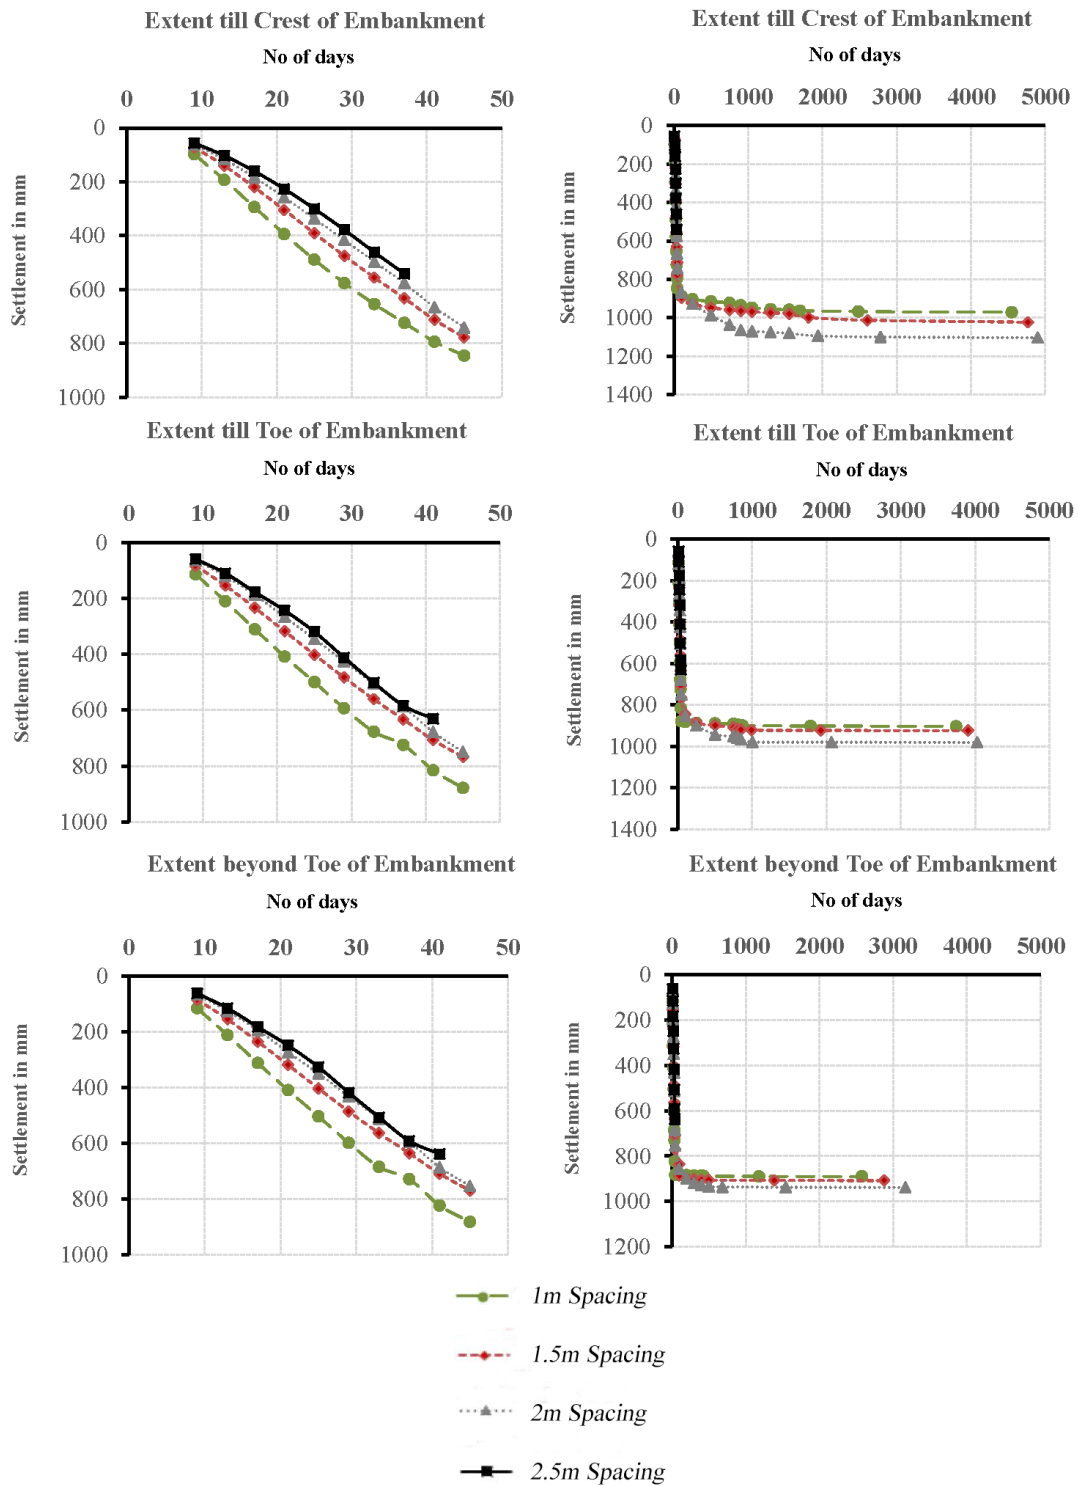 Extent till Crest of Embankment
No of days
0 10 20 30 40 50
Settlement in mm
0
200
400
600
800
1000
Extent till Crest of Embankment
No of days
0 1000 2000 3000 4000 5000
Settlement in mm
0
200
400
600
800
1000
1200
1400
Extent till Toe of Embankment
No of days
0 10 20 30 40 50
Settlement in mm
0
200
400
600
800
1000
Extent till Toe of Embankment
No of days
0 1000 2000 3000 4000 5000
Settlement in mm
0
200
400
600
800
1000
1200
1400
Extent beyond Toe of Embankment
No of days
0 10 20 30 40 50
Settlement in mm
0
200
400
600
800
1000
Extent beyond Toe of Embankment
No of days
0 1000 2000 3000 4000 5000
Settlement in mm
0
200
400
600
800
1000
1200
1m Spacing
1.5m Spacing
2m Spacing
2.5m Spacing